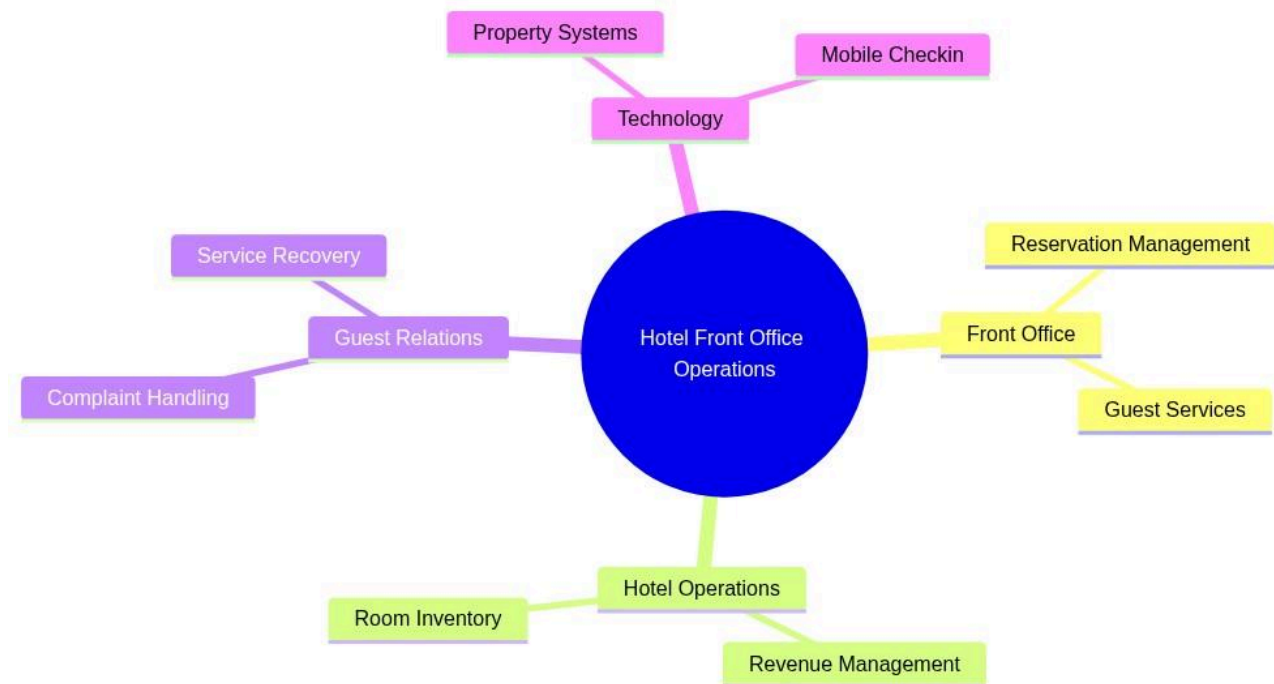 Property Systems
Mobile Checkin
Technology
Service Recovery
Guest Relations
Complaint Handling
Hotel Front Office
Operations
Reservation Management
Front Office
Guest Services
Hotel Operations
Room Inventory
Revenue Management